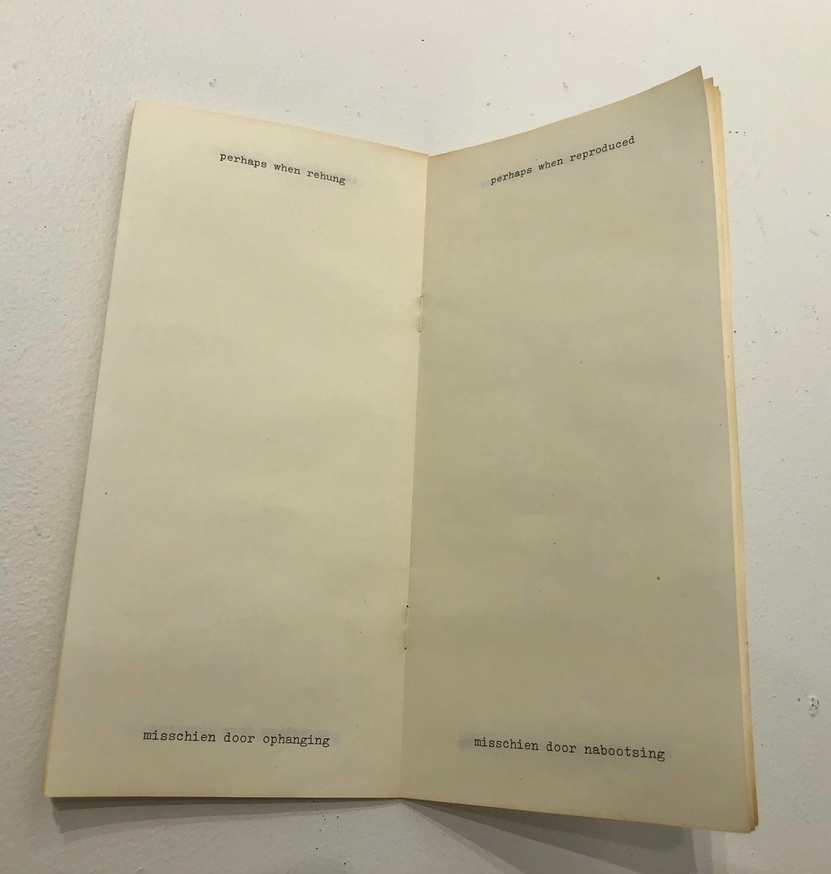 perhaps when rehung
misschien door ophanging
perhaps when reproduced
misschien door nabootsing